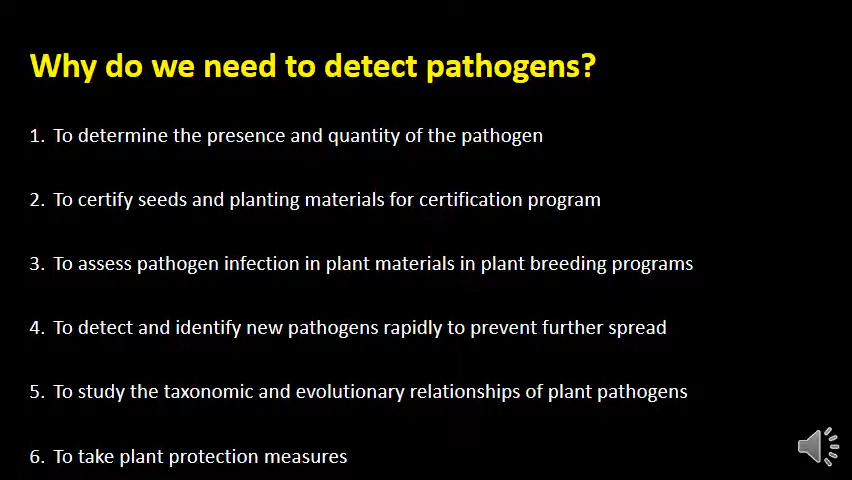 Why do we need to detect pathogens?
1. To determine the presence and quantity of the pathogen
2. To certify seeds and planting materials for certification program
3. To assess pathogen infection in plant materials in plant breeding programs
4. To detect and identify new pathogens rapidly to prevent further spread
5. To study the taxonomic and evolutionary relationships of plant pathogens
6. To take plant protection measures